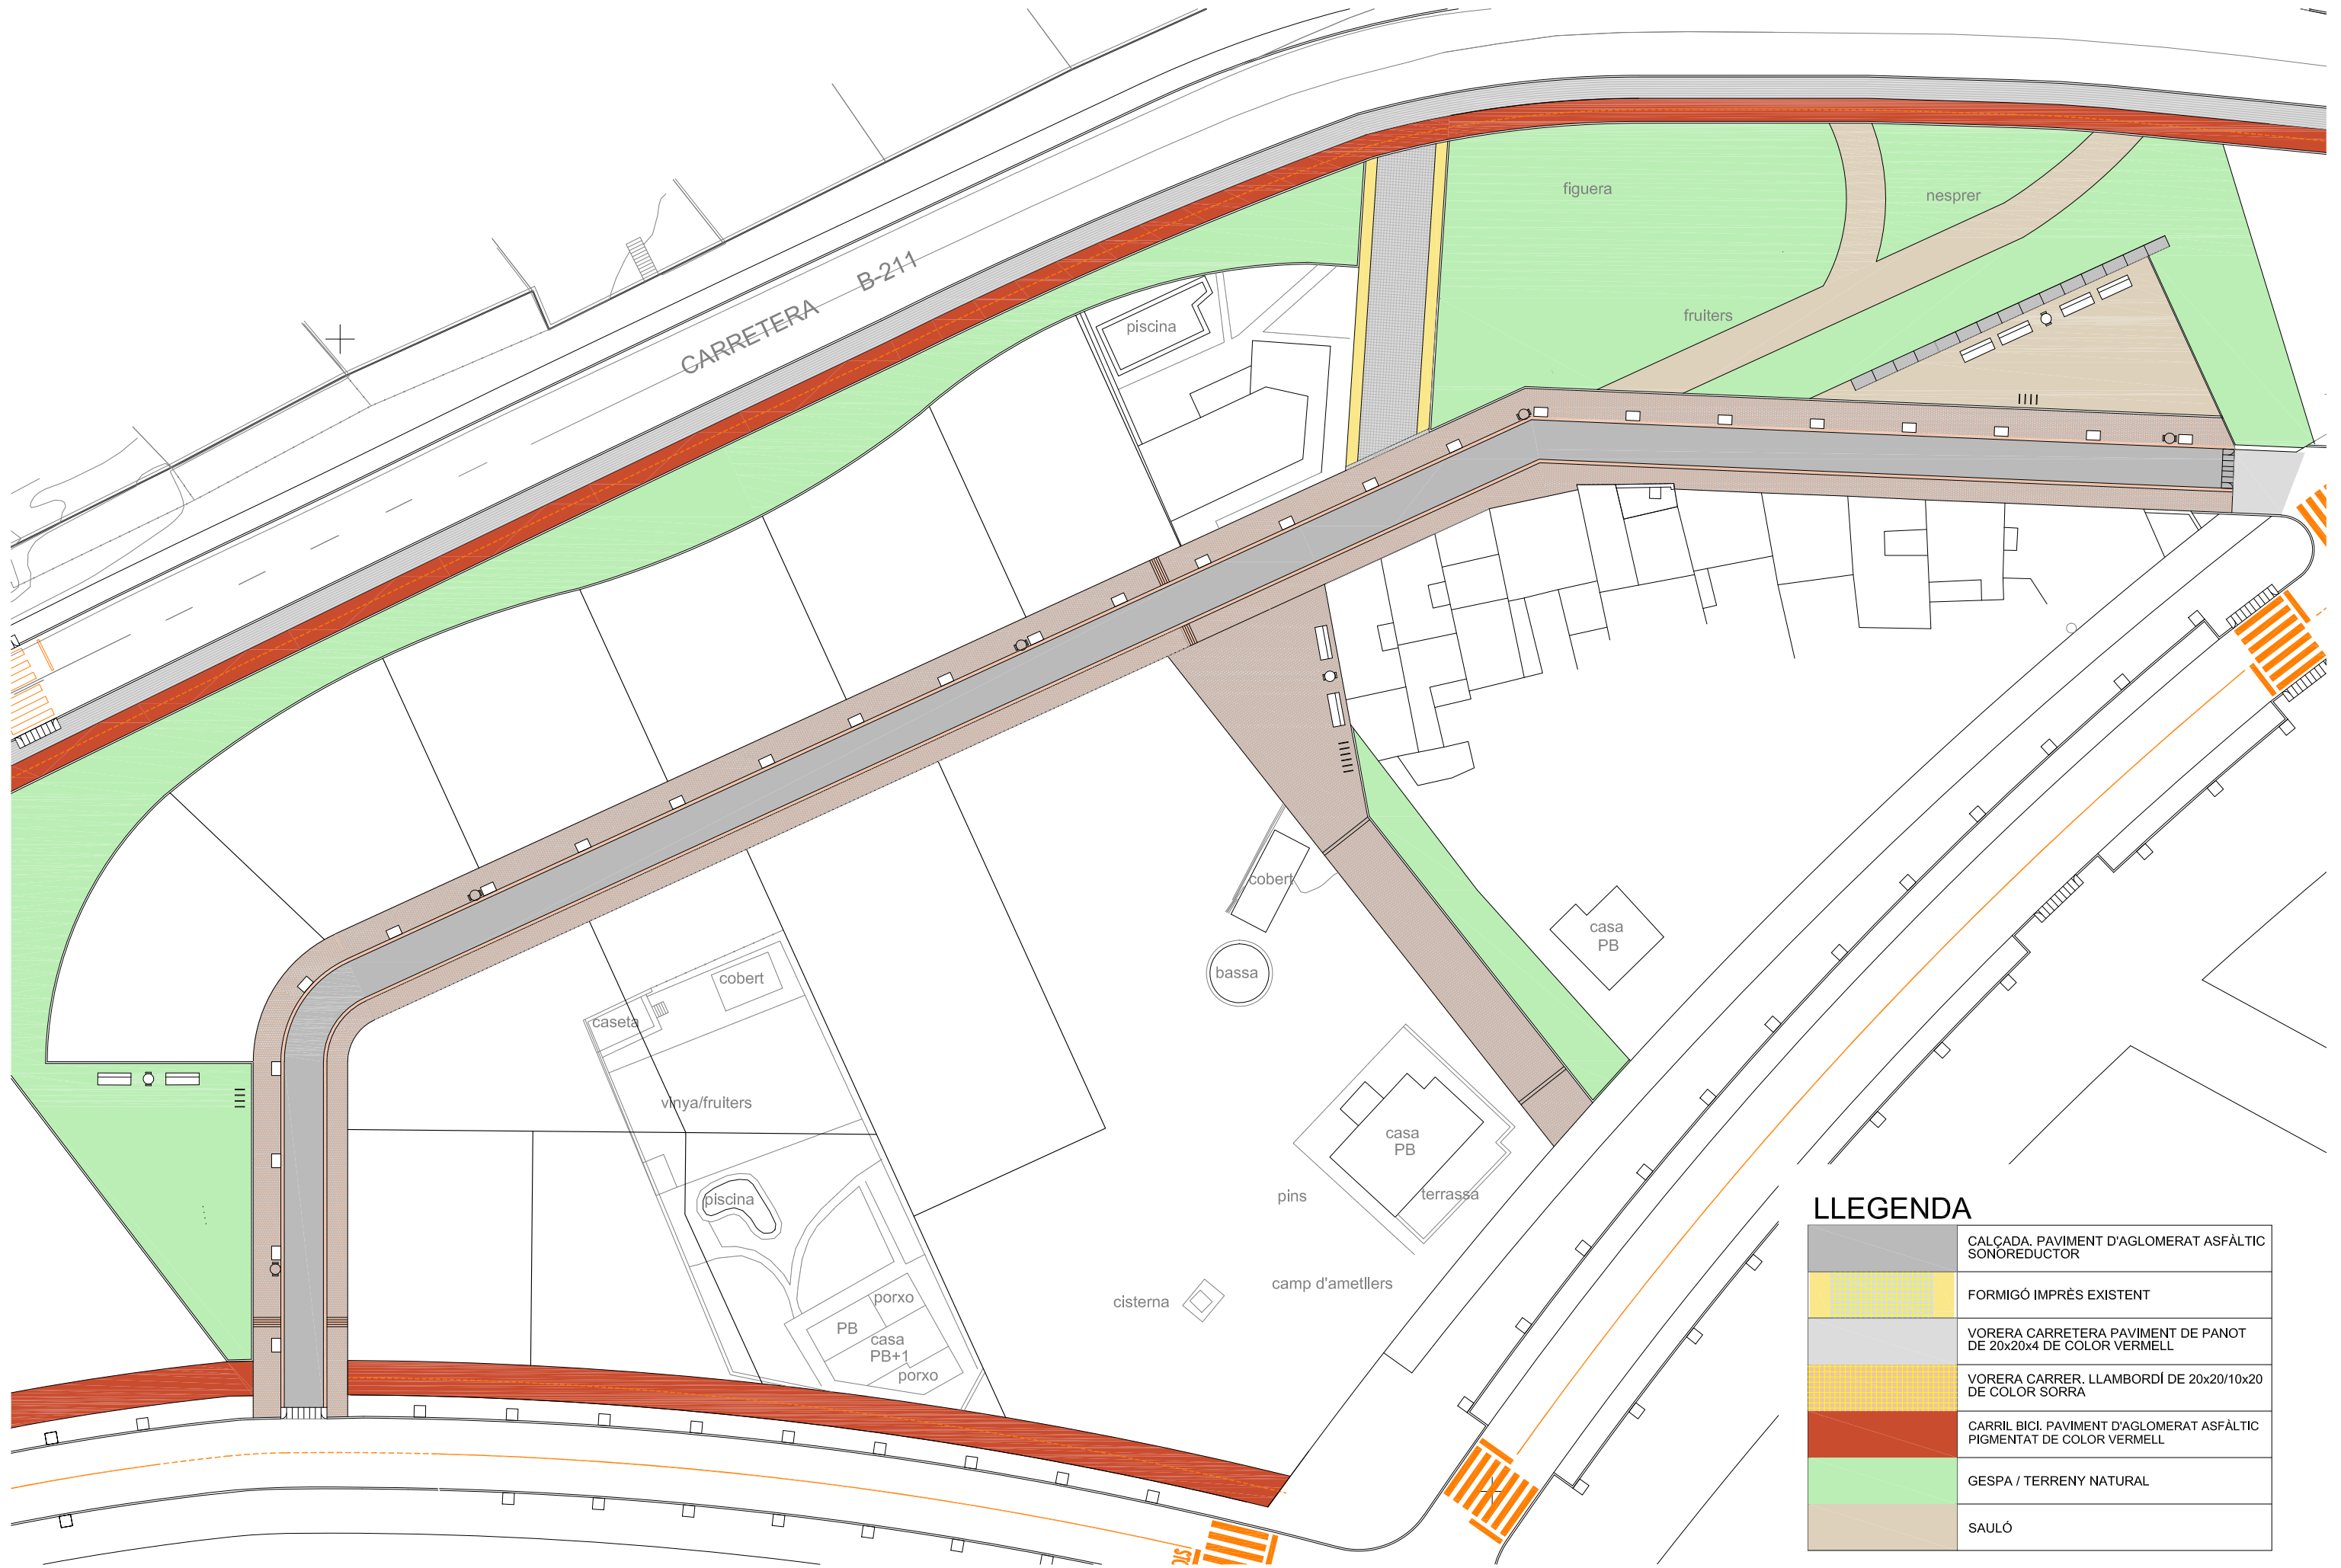 figuera
nesprer
CARRETERA B-211
piscina
fruiters
cobert
casa
PB
bassa
cobert
caseta
vinya/fruiters
casa
PB
piscina
pins
terrassa
camp d'ametllers
cisterna
porxo
PB
casa
PB+1
porxo
LLEGENDA
CALÇADA. PAVIMENT D'AGLOMERAT ASFÀLTIC
SONOREDUCTOR
FORMIGÓ IMPRÈS EXISTENT
VORERA CARRETERA PAVIMENT DE PANOT
DE 20x20x4 DE COLOR VERMELL
VORERA CARRER. LLAMBORDÍ DE 20x20/10x20
DE COLOR SORRA
CARRIL BICI. PAVIMENT D'AGLOMERAT ASFÀLTIC
PIGMENTAT DE COLOR VERMELL
GESPA / TERRENY NATURAL
SAULÓ